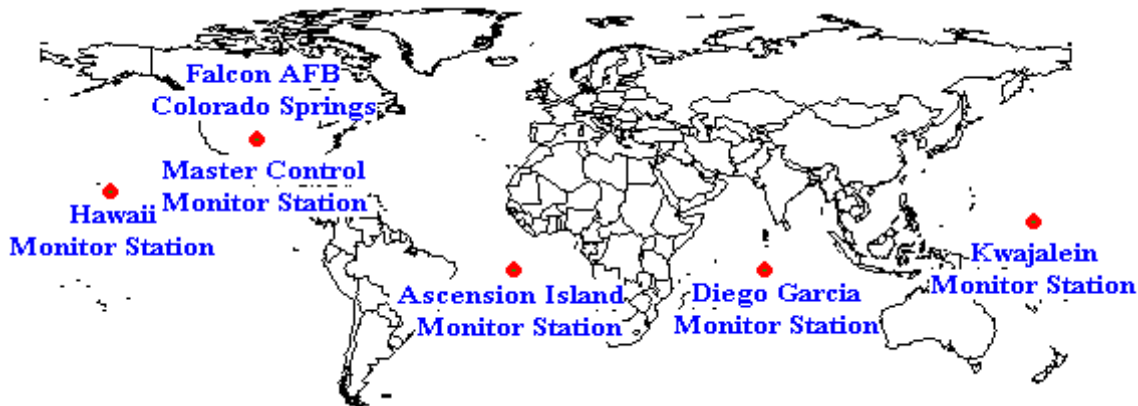 Falcon AFB
Colorado Springs
Master Control
Monitor Station
Hawaii
Monitor Station
Ascension Island
Monitor Station
Diego Garcia
Monitor Station
Kwajalein
Monitor Station